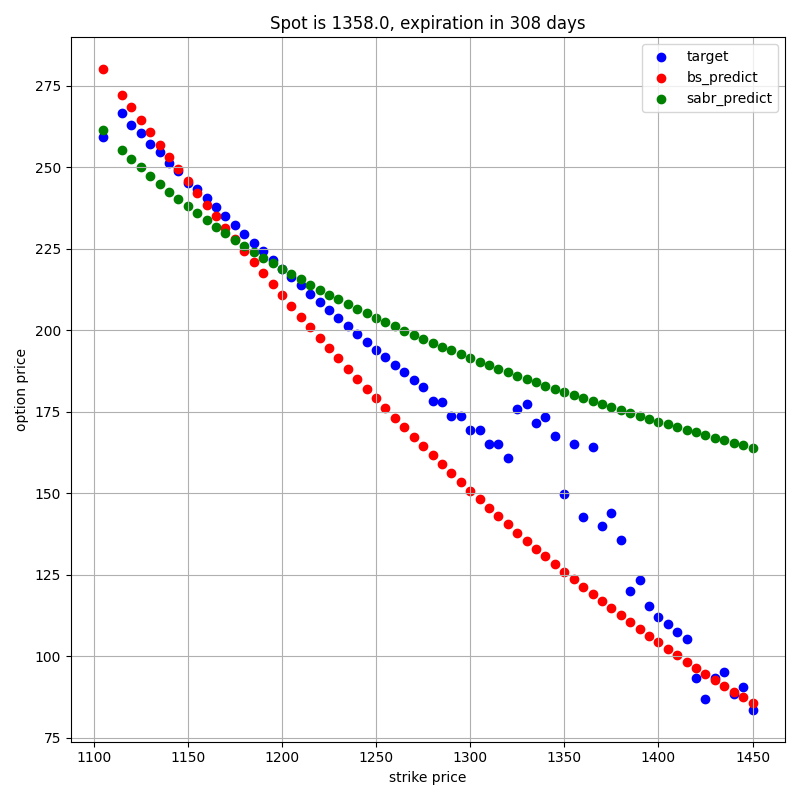 Spot is 1358.0, expiration in 308 days
target
bs_predict
sabr_predict
option price
275
250
225
200
175
150
125
100
75
1100 1150 1200 1250 1300 1350 1400 1450
strike price